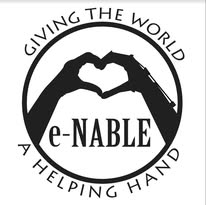 GIVING THE WORLD
e-NABLE
A HELPING HAND